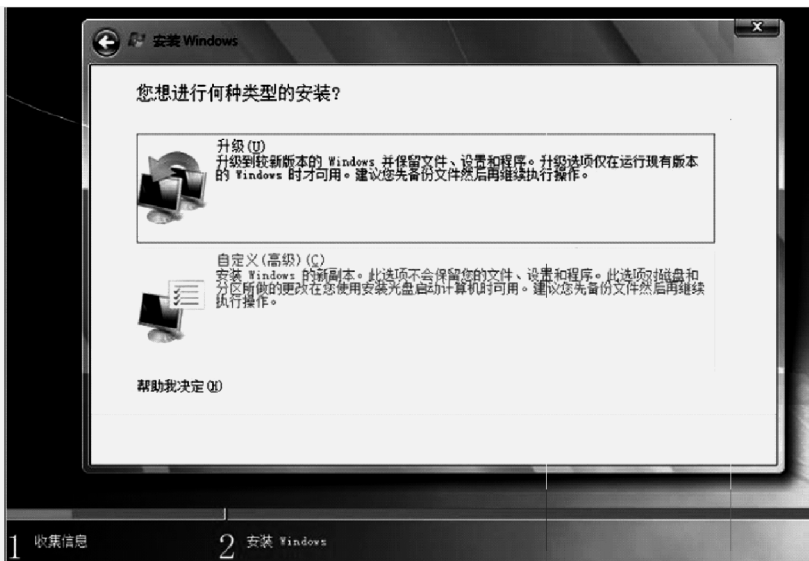 安装 Windows
您想进行何种类型的安装?
升级(U)
升级到较新版本的 Windows 并保留文件、设置和程序。升级选项仅在运行现有版本
的 Windows 时才可用。建议您先备份文件然后再继续执行操作。
自定义(高级)(C)
安装 Windows 的新副本。此选项不会保留您的文件、设置和程序。此选项对磁盘和
分区所做的更改在您使用安装光盘启动计算机时可用。建议您先备份文件然后再继续
执行操作。
帮助我决定(H)
1 收集信息
2 安装 Windows